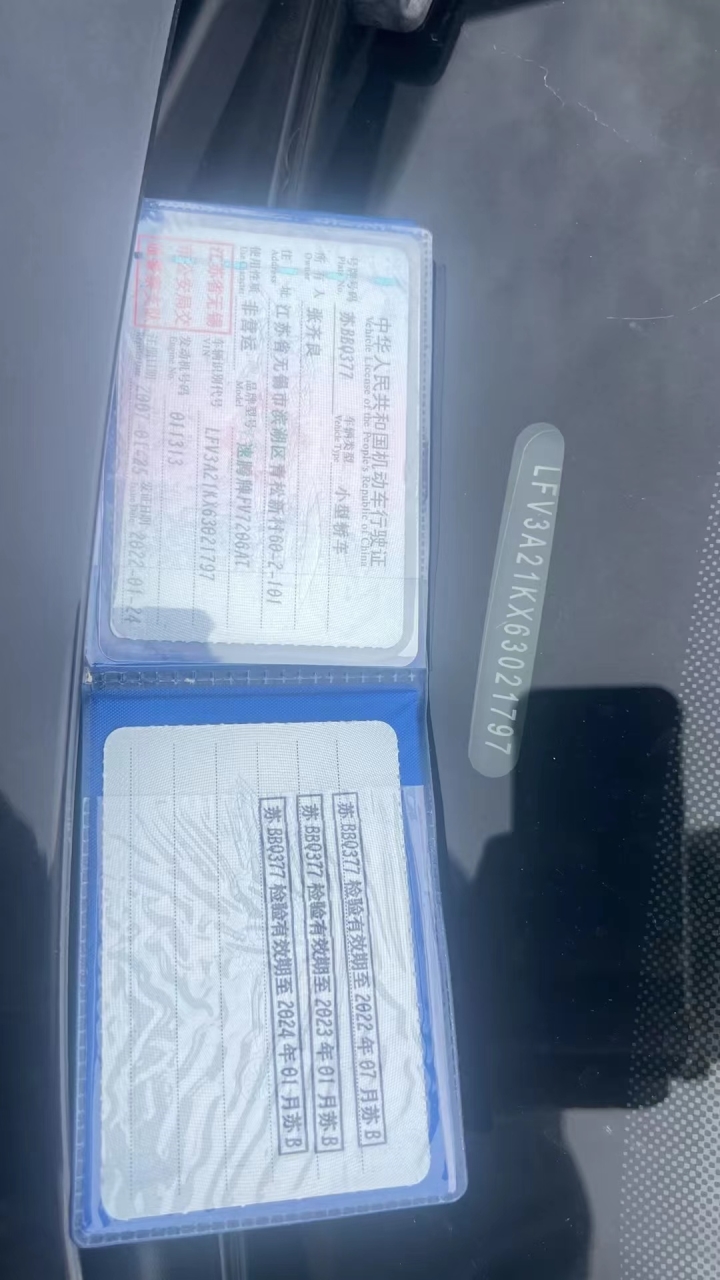 中华人民共和国机动车行驶证
Vehicle License of the People's Republic of China
号牌号码 苏BBQ377 车辆类型 小型轿车
Plate No. Vehicle Type
所有人 张齐良
Owner
住址 江苏省无锡市滨湖区青松新村60-2-101
Address
使用性质 非营运 品牌型号 速腾牌FV7206AT
Use Character Model
江苏省无锡
车辆识别代号 LFV3A21KX63021797
VIN
市公安局交
发动机号码 011313
Engine No.
注册日期 2007-01-25 发证日期 2022-01-24
苏BBQ377 检验有效期至 2022年07月苏B
苏BBQ377 检验有效期至 2023年01月苏B
苏BBQ377 检验有效期至 2024年01月苏B
LFV3A21KX63021797